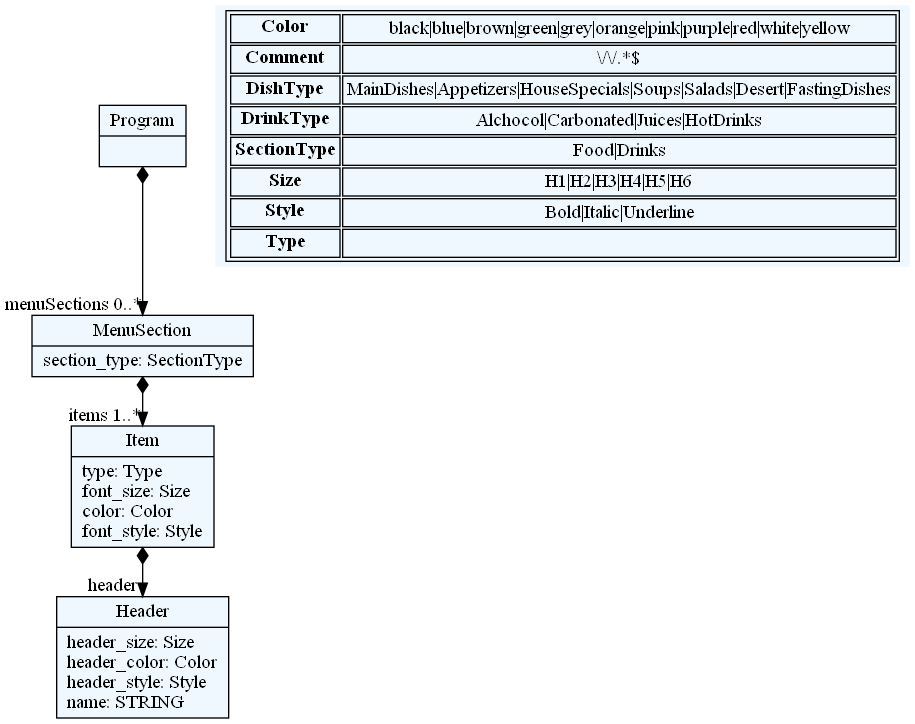 Color black|blue|brown|green|grey|orange|pink|purple|red|white|yellow
Comment \/\/.*$
DishType MainDishes|Appetizers|HouseSpecials|Soups|Salads|Desert|FastingDishes
DrinkType Alchocol|Carbonated|Juices|HotDrinks
SectionType Food|Drinks
Size H1|H2|H3|H4|H5|H6
Style Bold|Italic|Underline
Type
Program
menuSections 0..*
MenuSection
section_type: SectionType
items 1..*
Item
type: Type
font_size: Size
color: Color
font_style: Style
header
Header
header_size: Size
header_color: Color
header_style: Style
name: STRING